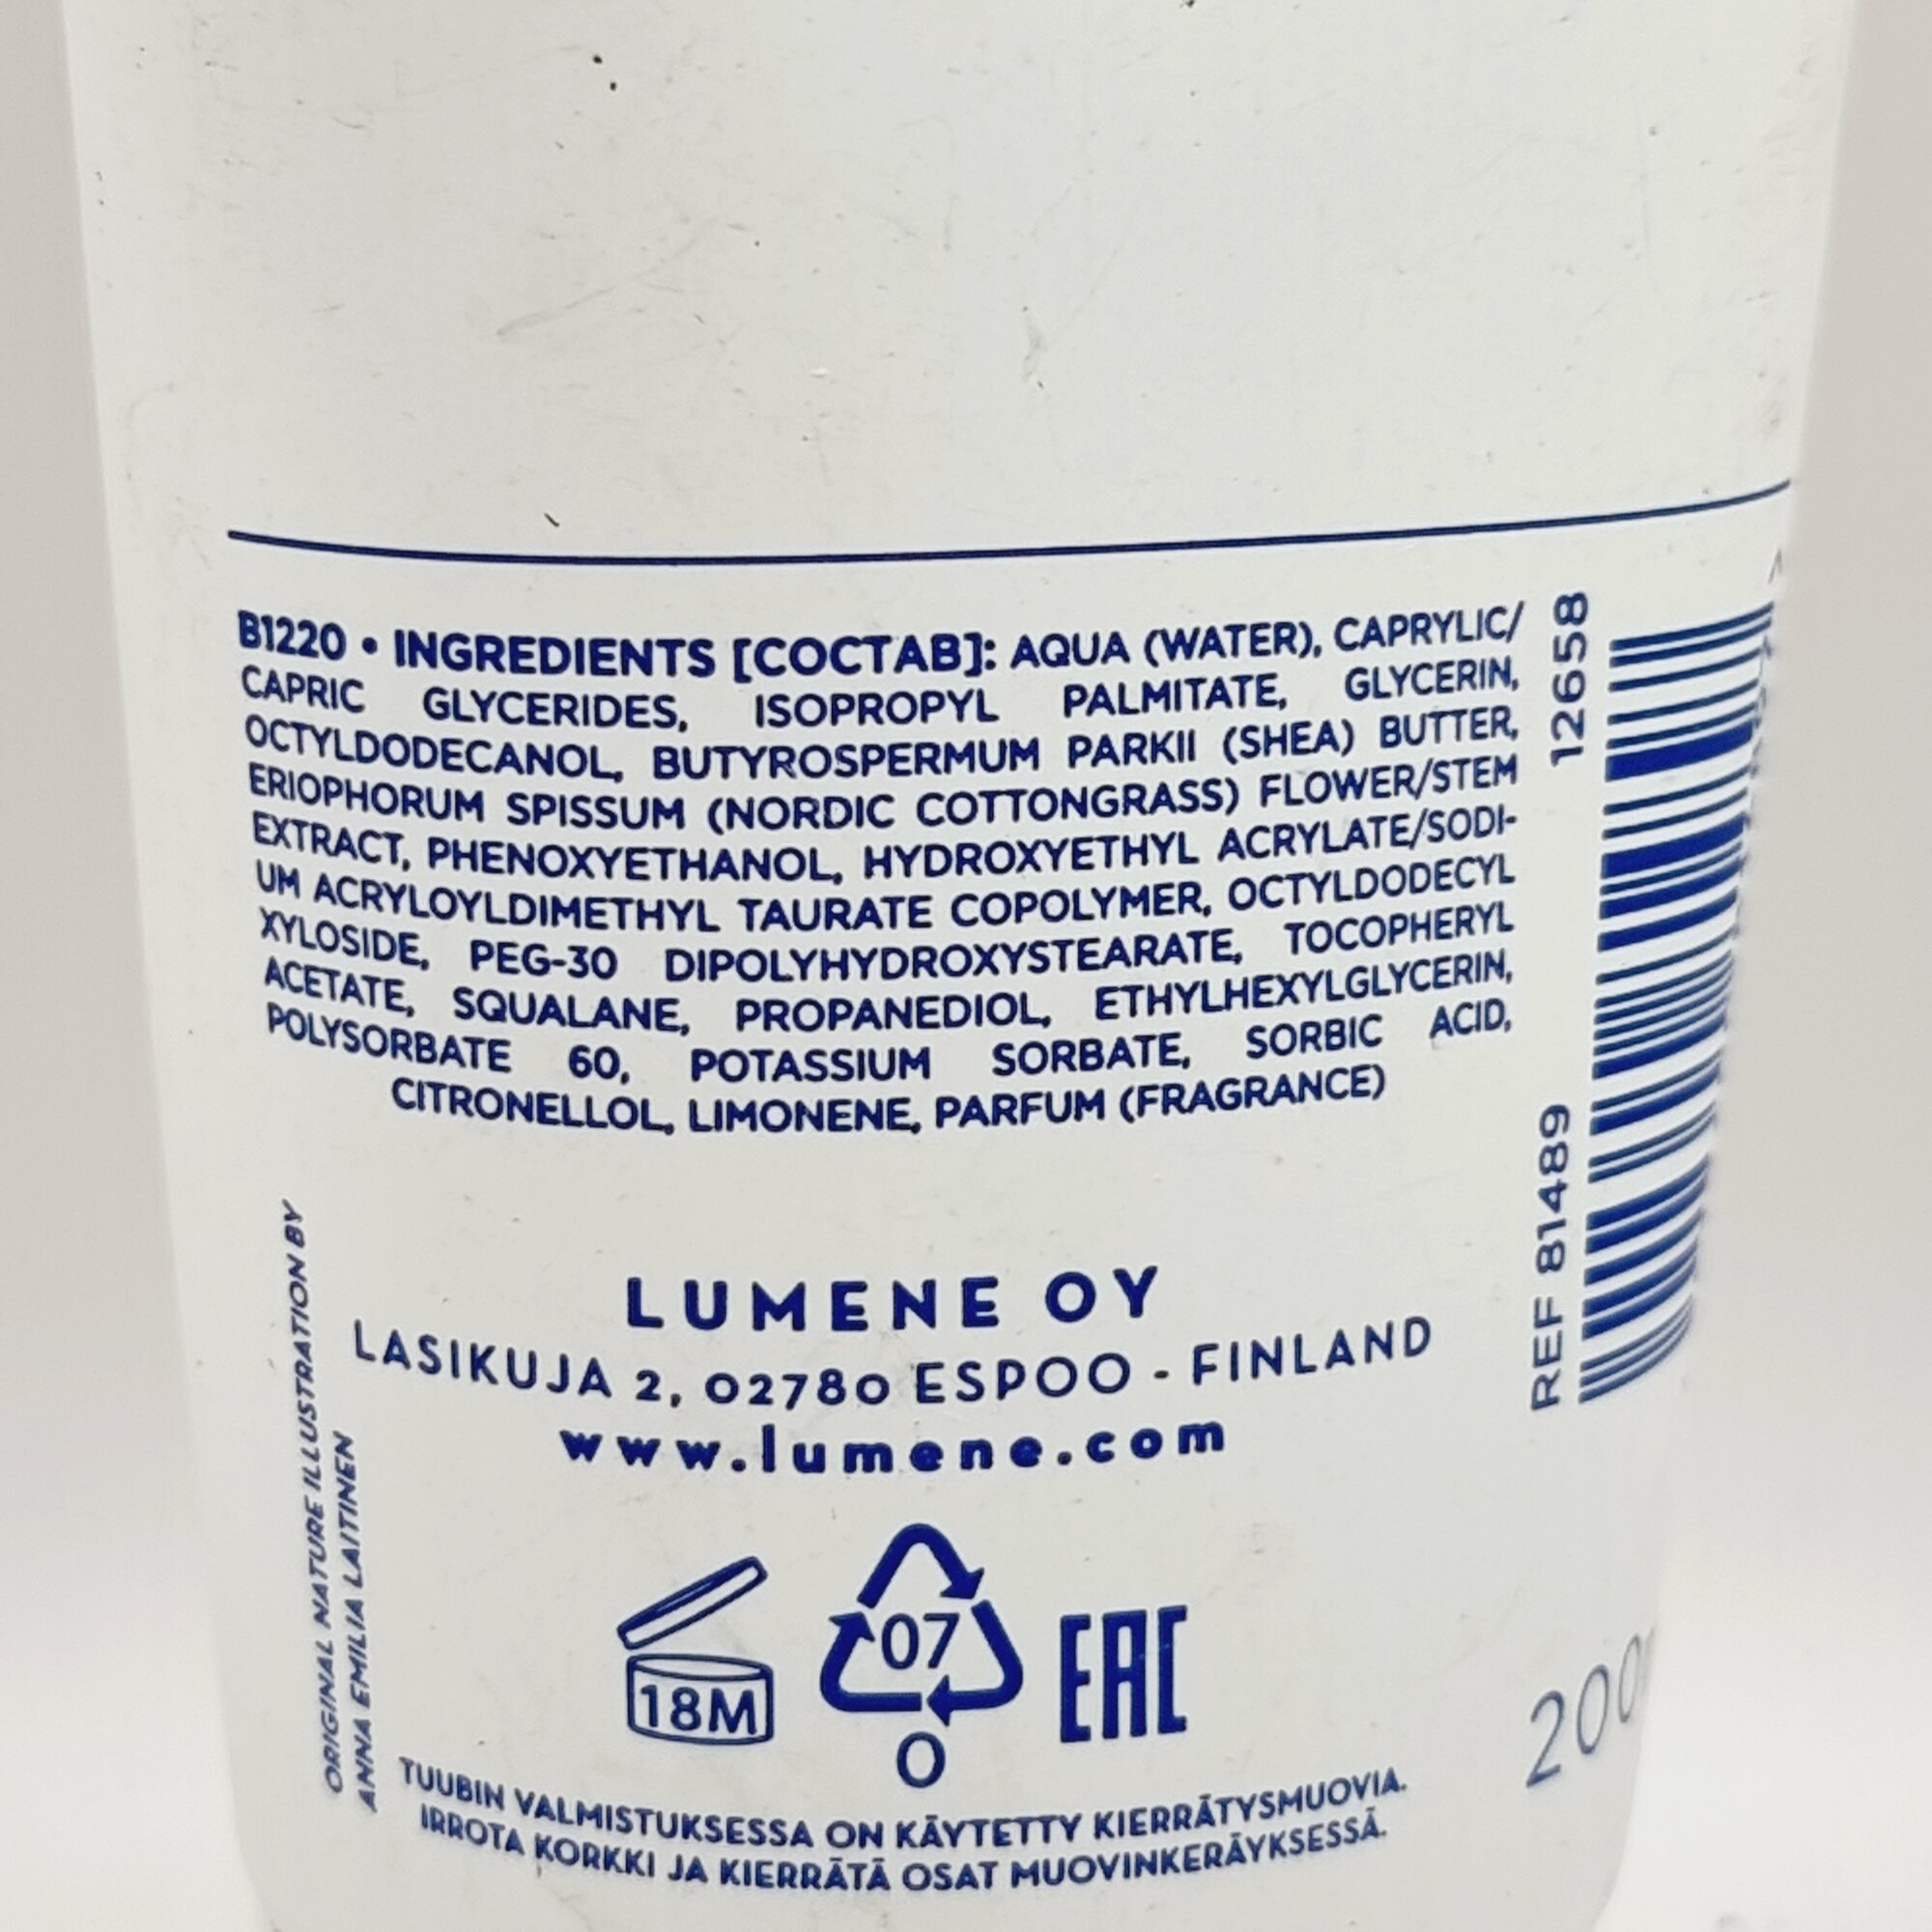 B1220 • INGREDIENTS [СОСТАВ]: AQUA (WATER), CAPRYLIC/
CAPRIC GLYCERIDES, ISOPROPYL PALMITATE, GLYCERIN,
OCTYLDODECANOL, BUTYROSPERMUM PARKII (SHEA) BUTTER,
ERIOPHORUM SPISSUM (NORDIC COTTONGRASS) FLOWER/STEM
EXTRACT, PHENOXYETHANOL, HYDROXYETHYL ACRYLATE/SODI-
UM ACRYLOYLDIMETHYL TAURATE COPOLYMER, OCTYLDODECYL
XYLOSIDE, PEG-30 DIPOLYHYDROXYSTEARATE, TOCOPHERYL
ACETATE, SQUALANE, PROPANEDIOL, ETHYLHEXYLGLYCERIN,
POLYSORBATE 60, POTASSIUM SORBATE, SORBIC ACID,
CITRONELLOL, LIMONENE, PARFUM (FRAGRANCE)
12658
REF 81489
LUMENE OY
LASIKUJA 2, 02780 ESPOO - FINLAND
www.lumene.com
ORIGINAL NATURE ILLUSTRATION BY
ANNA EMILIA LAITINEN
18M
07
O
EAC
200
TUUBIN VALMISTUKSESSA ON KÄYTETTY KIERRÄTYSMUOVIA.
IRROTA KORKKI JA KIERRÄTÄ OSAT MUOVINKERÄYKSESSÄ.